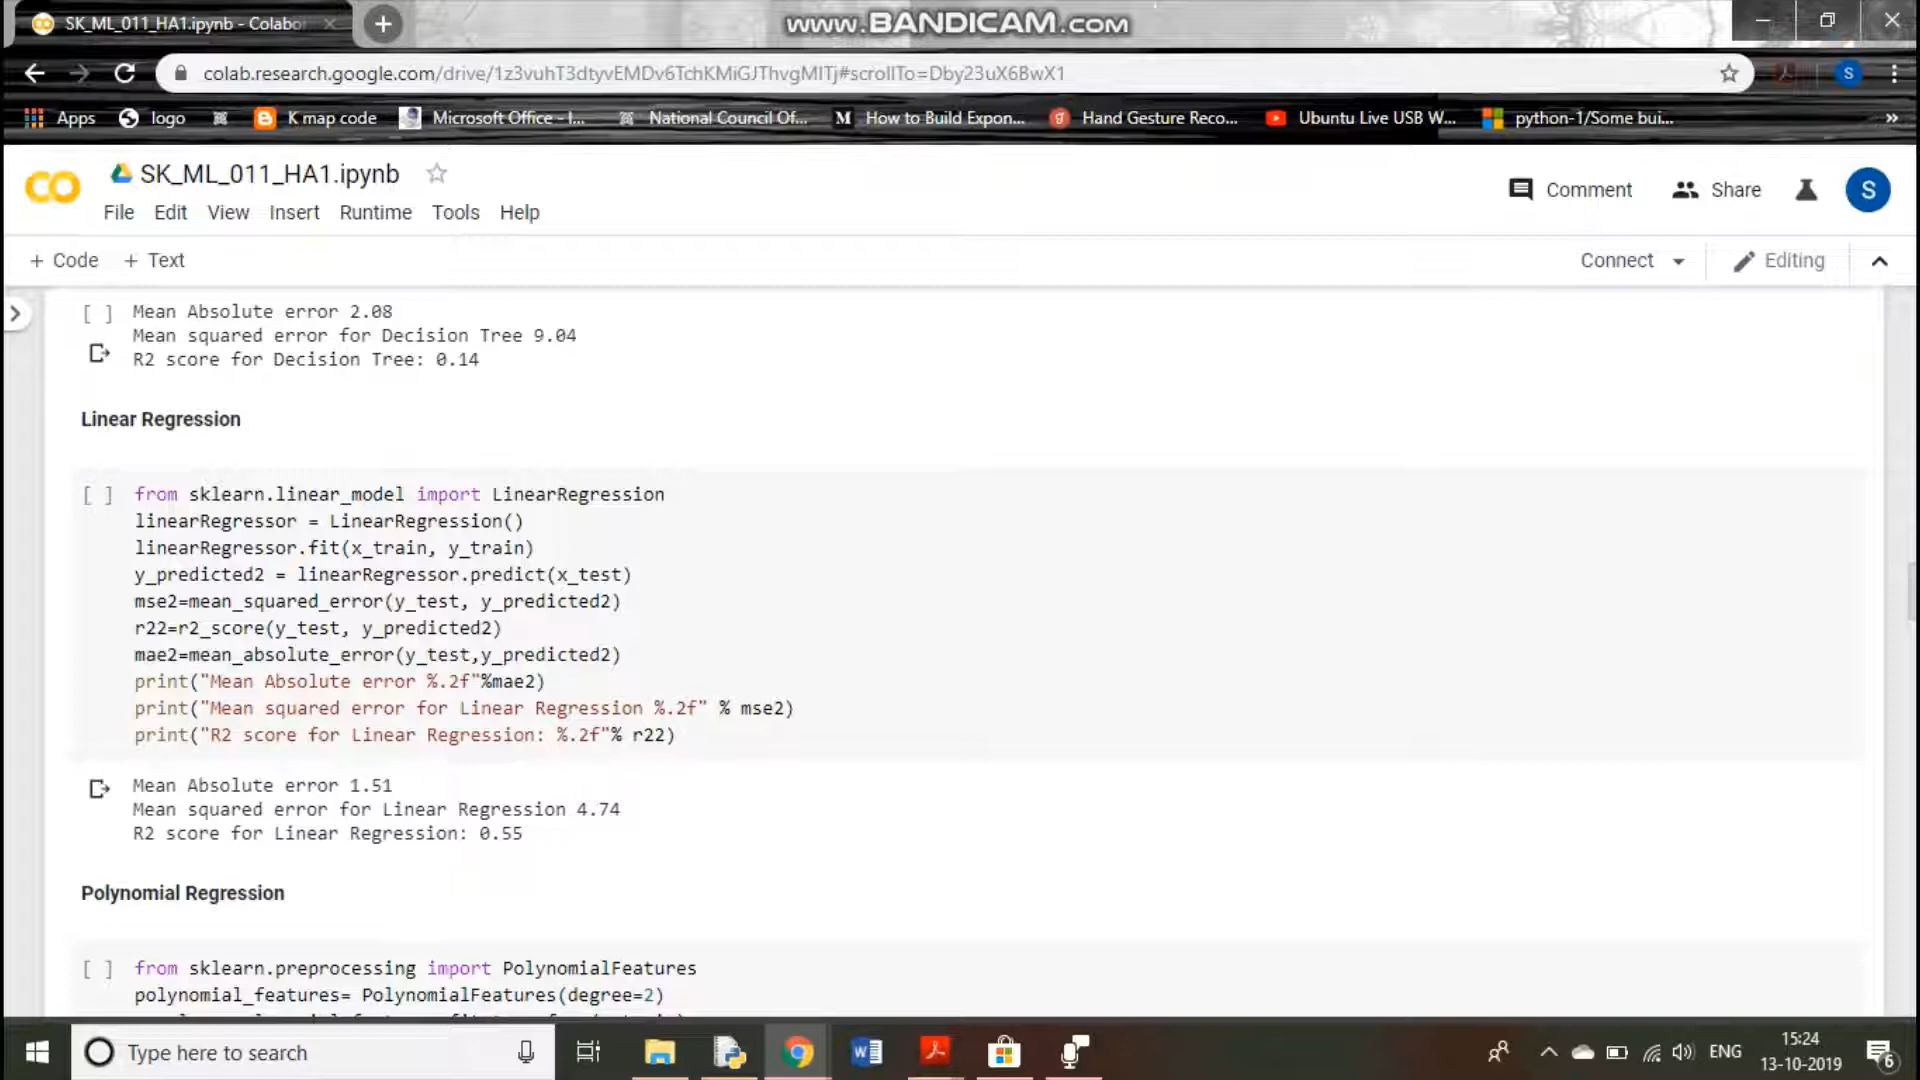 SK_ML_011_HA1.ipynb - Colabo
www.BANDICAM.com
colab.research.google.com/drive/1z3vuhT3dtyvEMDv6TchKMiGJThvgMITj#scrollTo=Dby23uX6BwX1
S
Apps
logo
K map code
Microsoft Office - I...
National Council Of...
M How to Build Expon...
Hand Gesture Reco...
Ubuntu Live USB W...
python-1/Some bui...
»
CO
SK_ML_011_HA1.ipynb
Comment
Share
S
File Edit View Insert Runtime Tools Help
+ Code + Text
Connect
Editing
[ ] Mean Absolute error 2.08
Mean squared error for Decision Tree 9.04
R2 score for Decision Tree: 0.14
Linear Regression
[ ] from sklearn.linear_model import LinearRegression
linearRegressor = LinearRegression()
linearRegressor.fit(x_train, y_train)
y_predicted2 = linearRegressor.predict(x_test)
mse2=mean_squared_error(y_test, y_predicted2)
r22=r2_score(y_test, y_predicted2)
mae2=mean_absolute_error(y_test,y_predicted2)
print("Mean Absolute error %.2f"%mae2)
print("Mean squared error for Linear Regression %.2f" % mse2)
print("R2 score for Linear Regression: %.2f"% r22)
Mean Absolute error 1.51
Mean squared error for Linear Regression 4.74
R2 score for Linear Regression: 0.55
Polynomial Regression
[ ] from sklearn.preprocessing import PolynomialFeatures
polynomial_features= PolynomialFeatures(degree=2)
Type here to search
ENG
15:24
13-10-2019
6